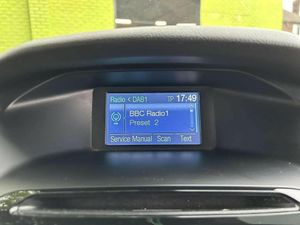 Radio < DAB1 TP 17:49
BBC Radio1
Preset 2
Service Manual Scan Text